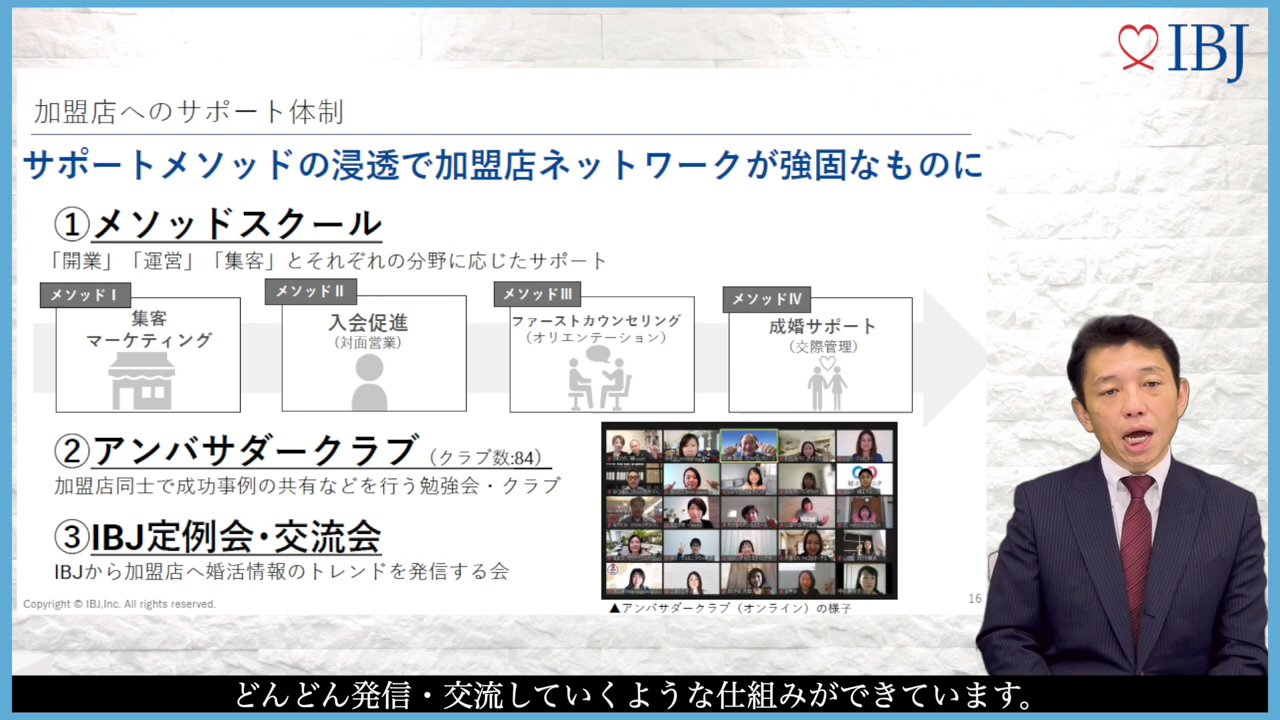 IBJ
加盟店へのサポート体制
サポートメソッドの浸透で加盟店ネットワークが強固なものに
①メソッドスクール
「開業」「運営」「集客」とそれぞれの分野に応じたサポート
メソッドⅠ
集客
マーケティング
メソッドⅡ
入会促進
(対面営業)
メソッドⅢ
ファーストカウンセリング
(オリエンテーション)
メソッドⅣ
成婚サポート
(交際管理)
②アンバサダークラブ(クラブ数:84)
加盟店同士で成功事例の共有などを行う勉強会・クラブ
③IBJ定例会・交流会
IBJから加盟店へ婚活情報のトレンドを発信する会
▲アンバサダークラブ(オンライン)の様子
Copyright © IBJ,Inc. All rights reserved.
16
どんどん発信・交流していくような仕組みができています。